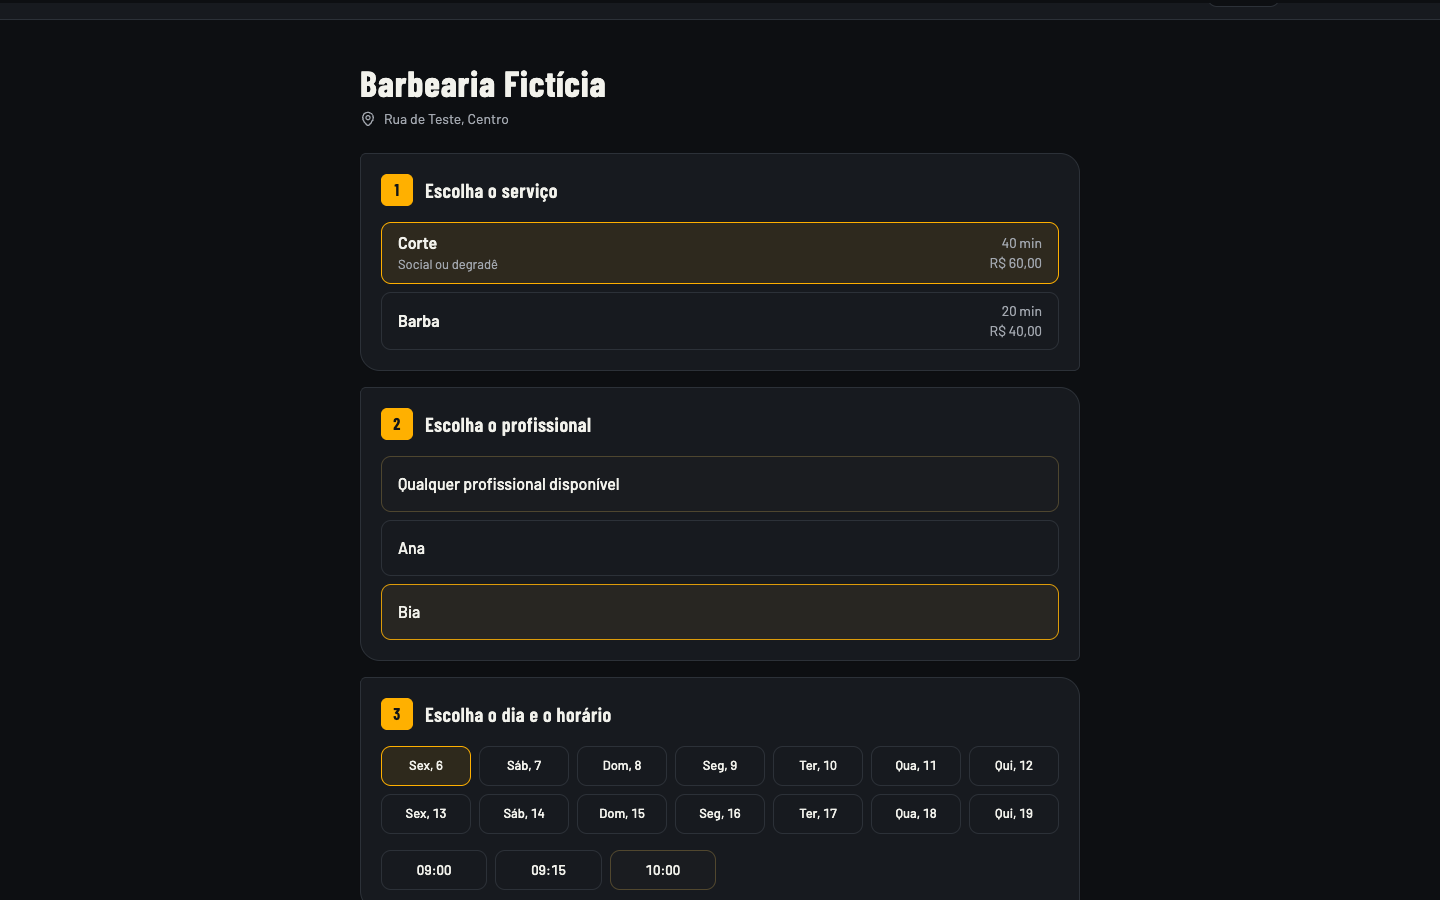 Barbearia Fictícia
Rua de Teste, Centro
1 Escolha o serviço
Corte 40 min
Social ou degradê R$ 60,00
Barba 20 min
R$ 40,00
2 Escolha o profissional
Qualquer profissional disponível
Ana
Bia
3 Escolha o dia e o horário
Sex, 6 Sáb, 7 Dom, 8 Seg, 9 Ter, 10 Qua, 11 Qui, 12
Sex, 13 Sáb, 14 Dom, 15 Seg, 16 Ter, 17 Qua, 18 Qui, 19
09:00 09:15 10:00